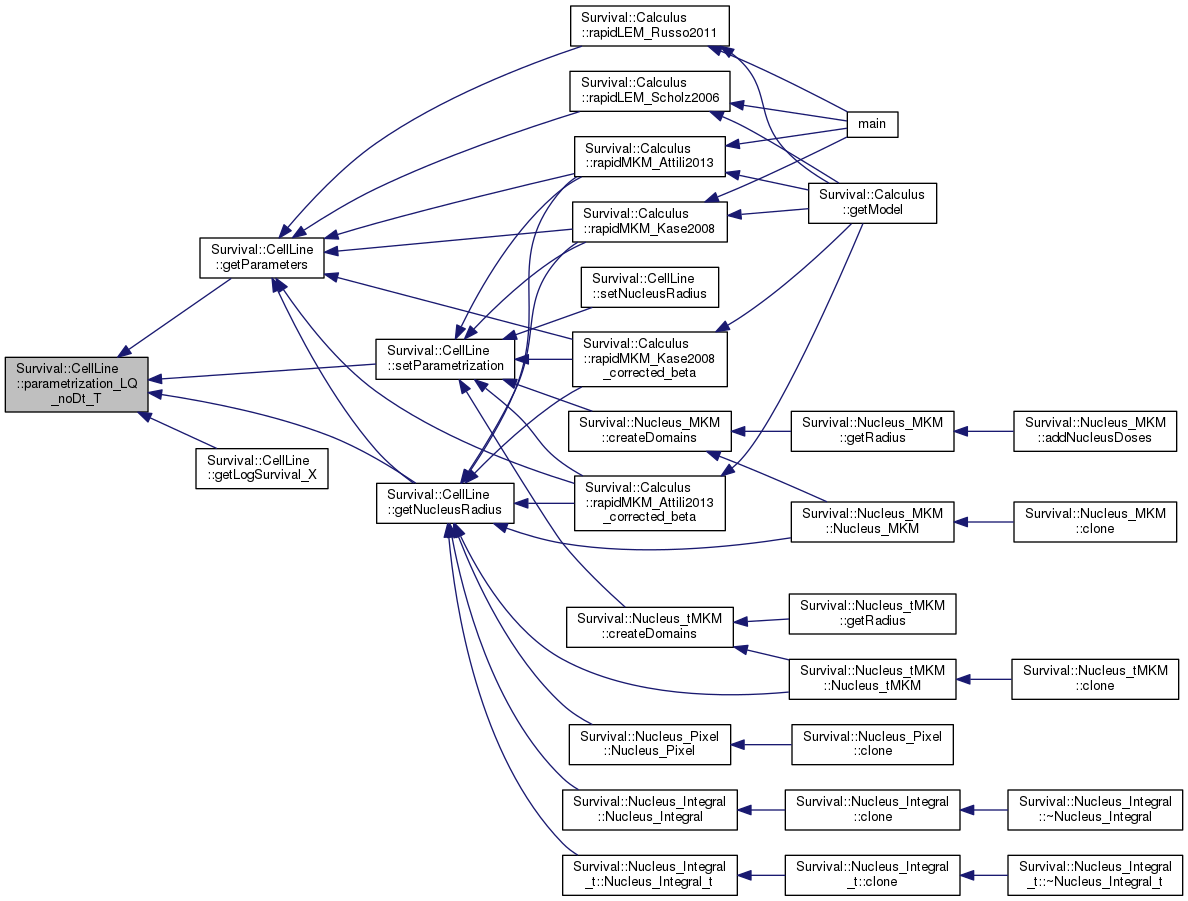 Survival::Calculus
::rapidLEM_Russo2011
Survival::Calculus
::rapidLEM_Scholz2006
main
Survival::Calculus
::rapidMKM_Attili2013
Survival::Calculus
::getModel
Survival::Calculus
::rapidMKM_Kase2008
Survival::CellLine
::getParameters
Survival::CellLine
::setNucleusRadius
Survival::CellLine
::parametrization_LQ
_noDt_T
Survival::CellLine
::setParametrization
Survival::Calculus
::rapidMKM_Kase2008
_corrected_beta
Survival::Nucleus_MKM
::createDomains
Survival::Nucleus_MKM
::getRadius
Survival::Nucleus_MKM
::addNucleusDoses
Survival::CellLine
::getLogSurvival_X
Survival::CellLine
::getNucleusRadius
Survival::Calculus
::rapidMKM_Attili2013
_corrected_beta
Survival::Nucleus_MKM
::Nucleus_MKM
Survival::Nucleus_MKM
::clone
Survival::Nucleus_tMKM
::createDomains
Survival::Nucleus_tMKM
::getRadius
Survival::Nucleus_tMKM
::Nucleus_tMKM
Survival::Nucleus_tMKM
::clone
Survival::Nucleus_Pixel
::Nucleus_Pixel
Survival::Nucleus_Pixel
::clone
Survival::Nucleus_Integral
::Nucleus_Integral
Survival::Nucleus_Integral
::clone
Survival::Nucleus_Integral
::~Nucleus_Integral
Survival::Nucleus_Integral
_t::Nucleus_Integral_t
Survival::Nucleus_Integral
_t::clone
Survival::Nucleus_Integral
_t::~Nucleus_Integral_t